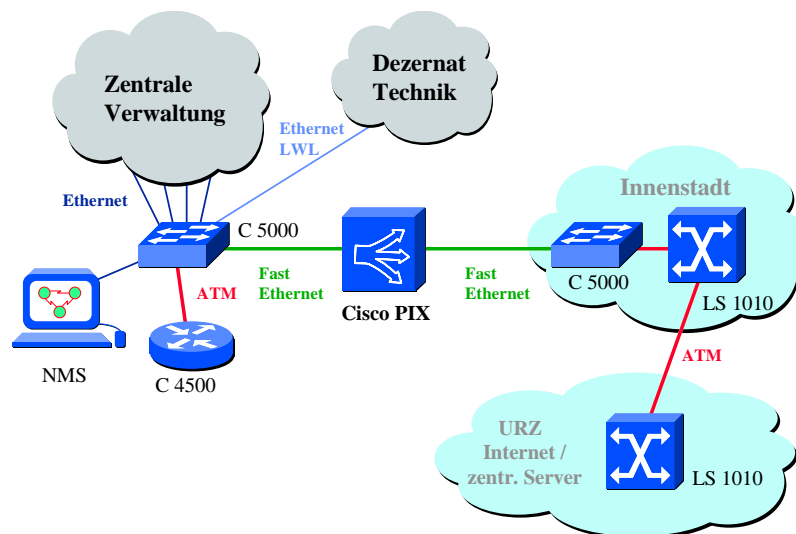 Zentrale
Verwaltung
Dezernat
Technik
Ethernet
LWL
Ethernet
C 5000
Innenstadt
Fast
Ethernet
Fast
Ethernet
C 5000
LS 1010
ATM
Cisco PIX
NMS
C 4500
ATM
URZ
Internet /
zentr. Server
LS 1010